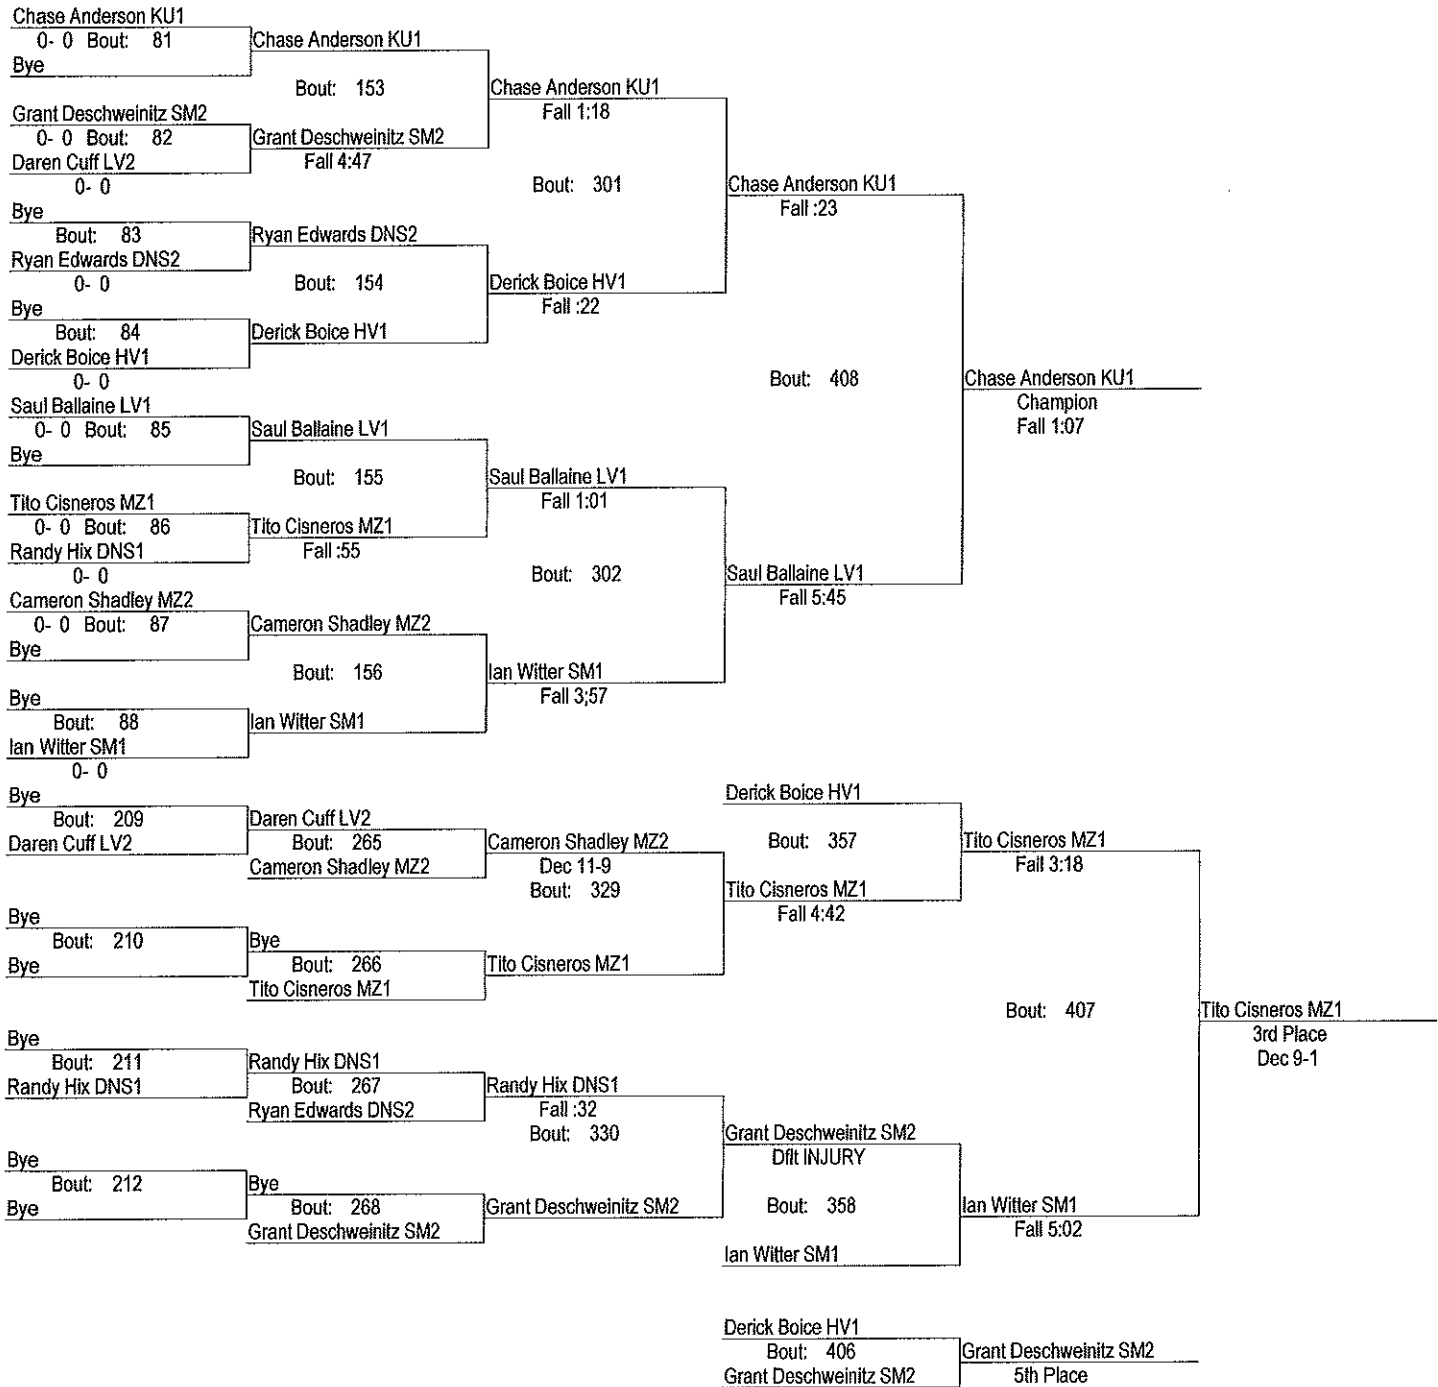 Chase Anderson KU1
0- 0 Bout: 81
Bye
Chase Anderson KU1
Bout: 153
Grant Deschweinitz SM2
0- 0 Bout: 82
Daren Cuff LV2
0- 0
Grant Deschweinitz SM2
Fall 4:47
Chase Anderson KU1
Fall 1:18
Bout: 301
Bye
Bout: 83
Ryan Edwards DNS2
0- 0
Ryan Edwards DNS2
Bout: 154
Bye
Bout: 84
Derick Boice HV1
0- 0
Derick Boice HV1
Derick Boice HV1
Fall :22
Chase Anderson KU1
Fall :23
Bout: 408
Saul Ballaine LV1
0- 0 Bout: 85
Bye
Saul Ballaine LV1
Bout: 155
Tito Cisneros MZ1
0- 0 Bout: 86
Randy Hix DNS1
0- 0
Tito Cisneros MZ1
Fall :55
Saul Ballaine LV1
Fall 1:01
Bout: 302
Cameron Shadley MZ2
0- 0 Bout: 87
Bye
Cameron Shadley MZ2
Bout: 156
Bye
Bout: 88
Ian Witter SM1
0- 0
Ian Witter SM1
Ian Witter SM1
Fall 3;57
Saul Ballaine LV1
Fall 5:45
Chase Anderson KU1
Champion
Fall 1:07
Bye
Bout: 209
Daren Cuff LV2
Daren Cuff LV2
Bout: 265
Cameron Shadley MZ2
Cameron Shadley MZ2
Dec 11-9
Bout: 329
Bye
Bout: 210
Bye
Bye
Bout: 266
Tito Cisneros MZ1
Tito Cisneros MZ1
Derick Boice HV1
Bout: 357
Tito Cisneros MZ1
Fall 4:42
Tito Cisneros MZ1
Fall 3:18
Bout: 407
Bye
Bout: 211
Randy Hix DNS1
Randy Hix DNS1
Bout: 267
Ryan Edwards DNS2
Randy Hix DNS1
Fall :32
Bout: 330
Bye
Bout: 212
Bye
Bye
Bout: 268
Grant Deschweinitz SM2
Grant Deschweinitz SM2
Grant Deschweinitz SM2
Dflt INJURY
Bout: 358
Ian Witter SM1
Ian Witter SM1
Fall 5:02
Tito Cisneros MZ1
3rd Place
Dec 9-1
Derick Boice HV1
Bout: 406
Grant Deschweinitz SM2
Grant Deschweinitz SM2
5th Place